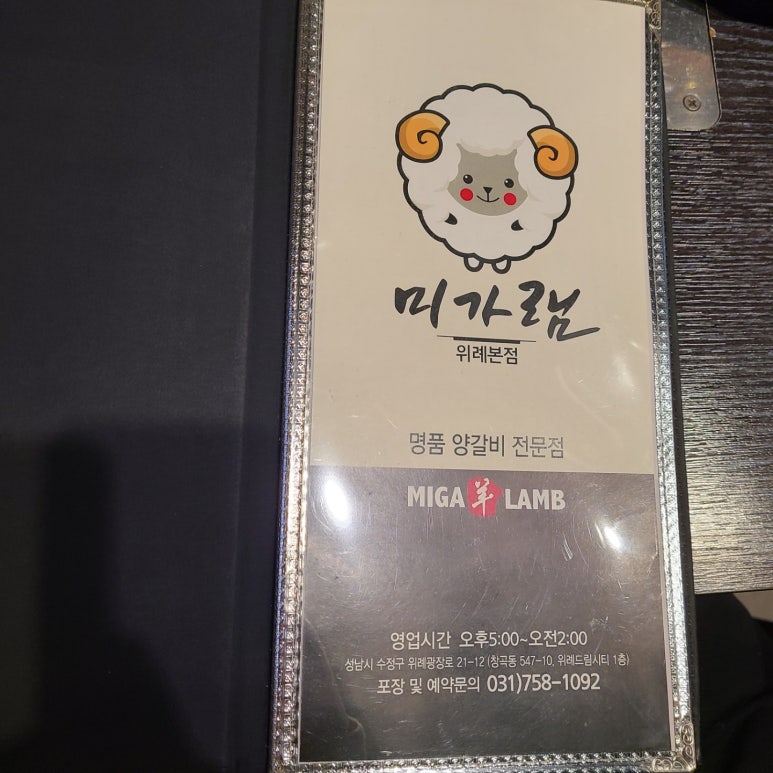 미가램
위례본점
명품 양갈비 전문점
MIGA 羊 LAMB
영업시간 오후5:00~오전2:00
성남시 수정구 위례광장로 21-12 (창곡동 547-10, 위례드림시티 1층)
포장 및 예약문의 031)758-1092